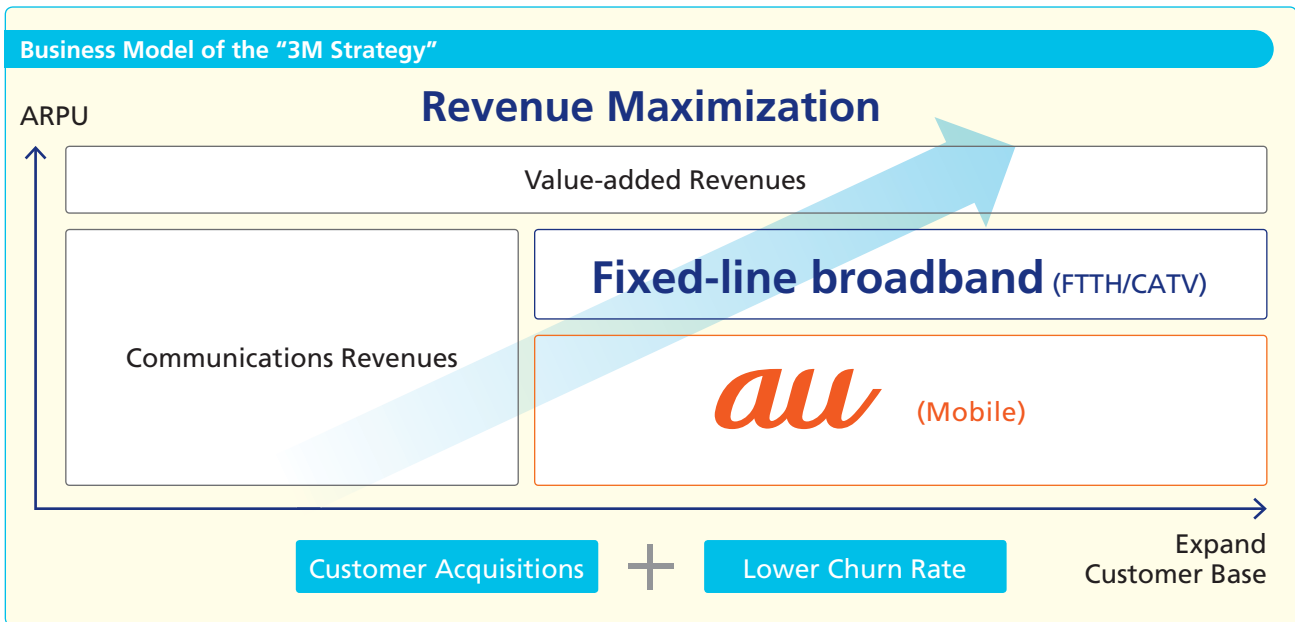 Business Model of the “3M Strategy”
ARPU
Revenue Maximization
Value-added Revenues
Communications Revenues
Fixed-line broadband (FTTH/CATV)
au (Mobile)
Customer Acquisitions + Lower Churn Rate
Expand
Customer Base